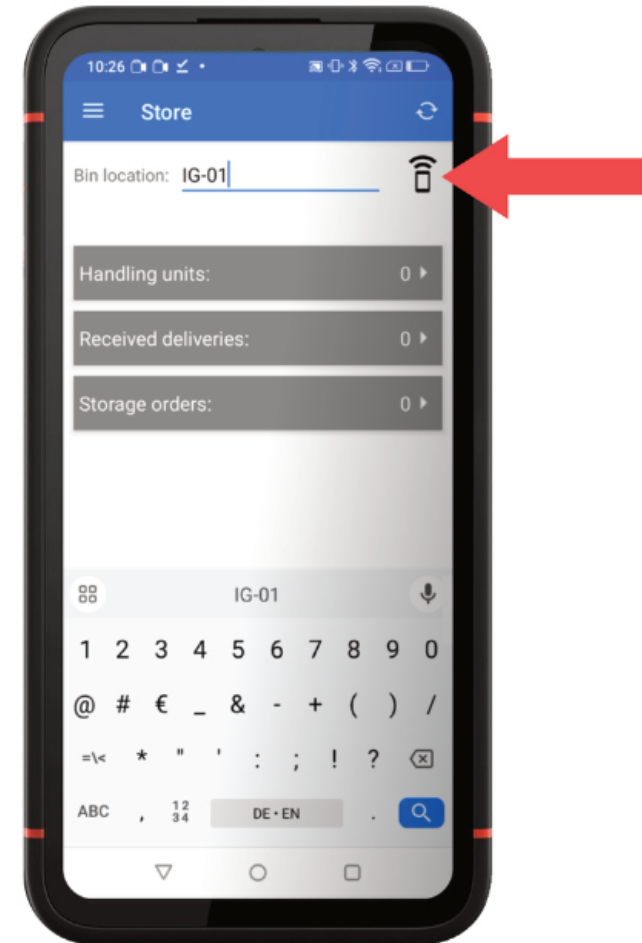 10:26
Store
Bin location: IG-01
Handling units: 0
Received deliveries: 0
Storage orders: 0
IG-01
1 2 3 4 5 6 7 8 9 0
@ # € _ & - + ( ) /
=\< * " ' : ; ! ? 
ABC , 12 34 DE • EN .